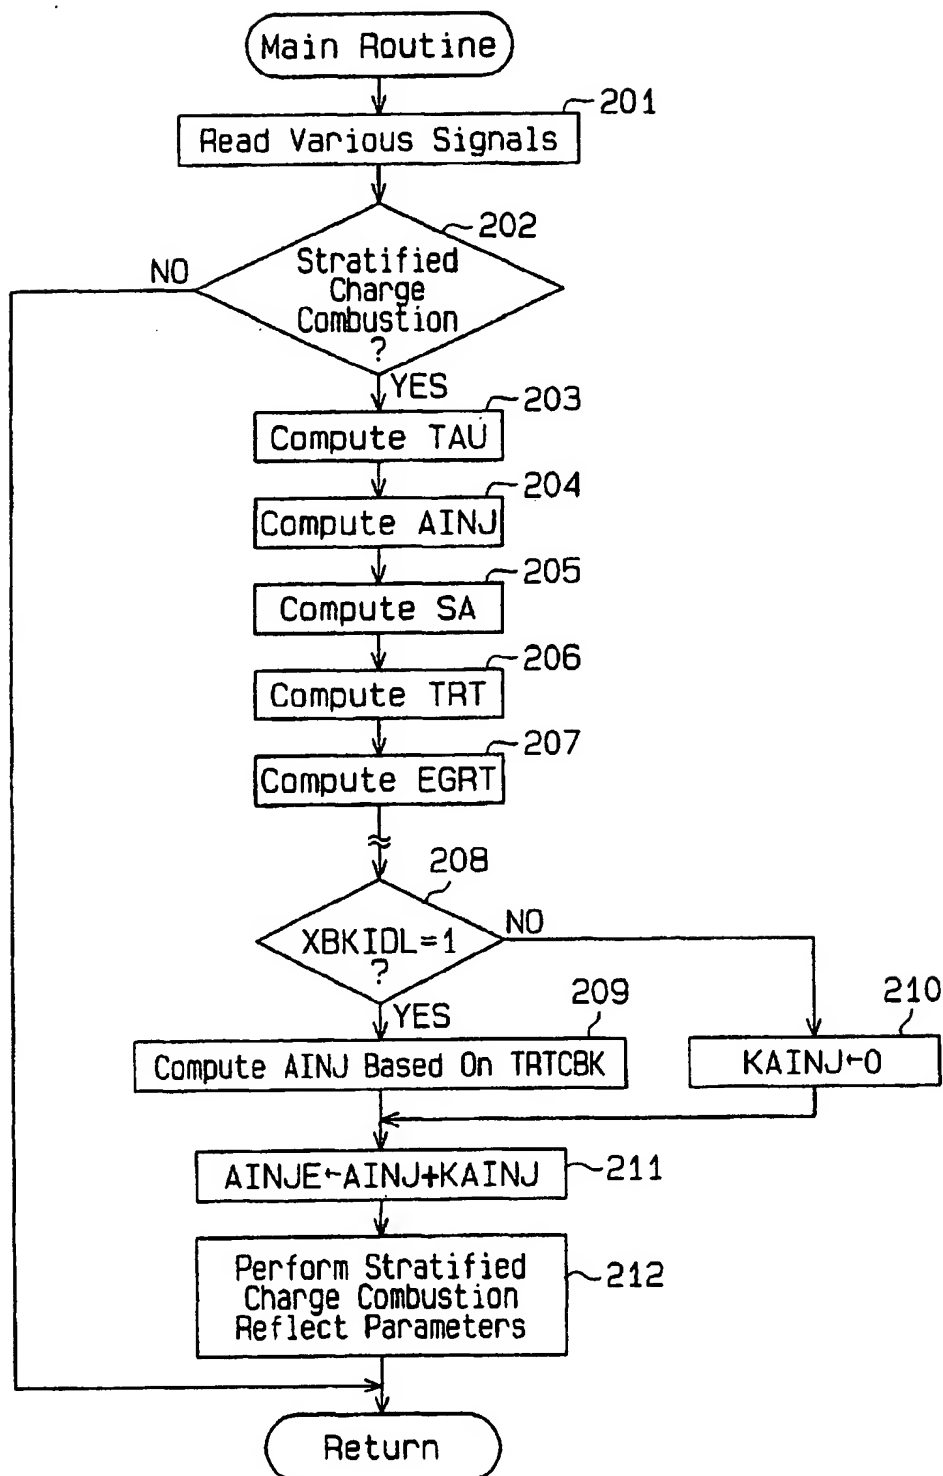 Main Routine
201
Read Various Signals
202
NO
Stratified
Charge
Combustion
?
YES
203
Compute TAU
204
Compute AINJ
205
Compute SA
206
Compute TRT
207
Compute EGRT
208
NO
XBKIDL=1
?
YES
209
210
Compute AINJ Based On TRTCBK
KAINJ←0
AINJE←AINJ+KAINJ
211
Perform Stratified
Charge Combustion
Reflect Parameters
212
Return